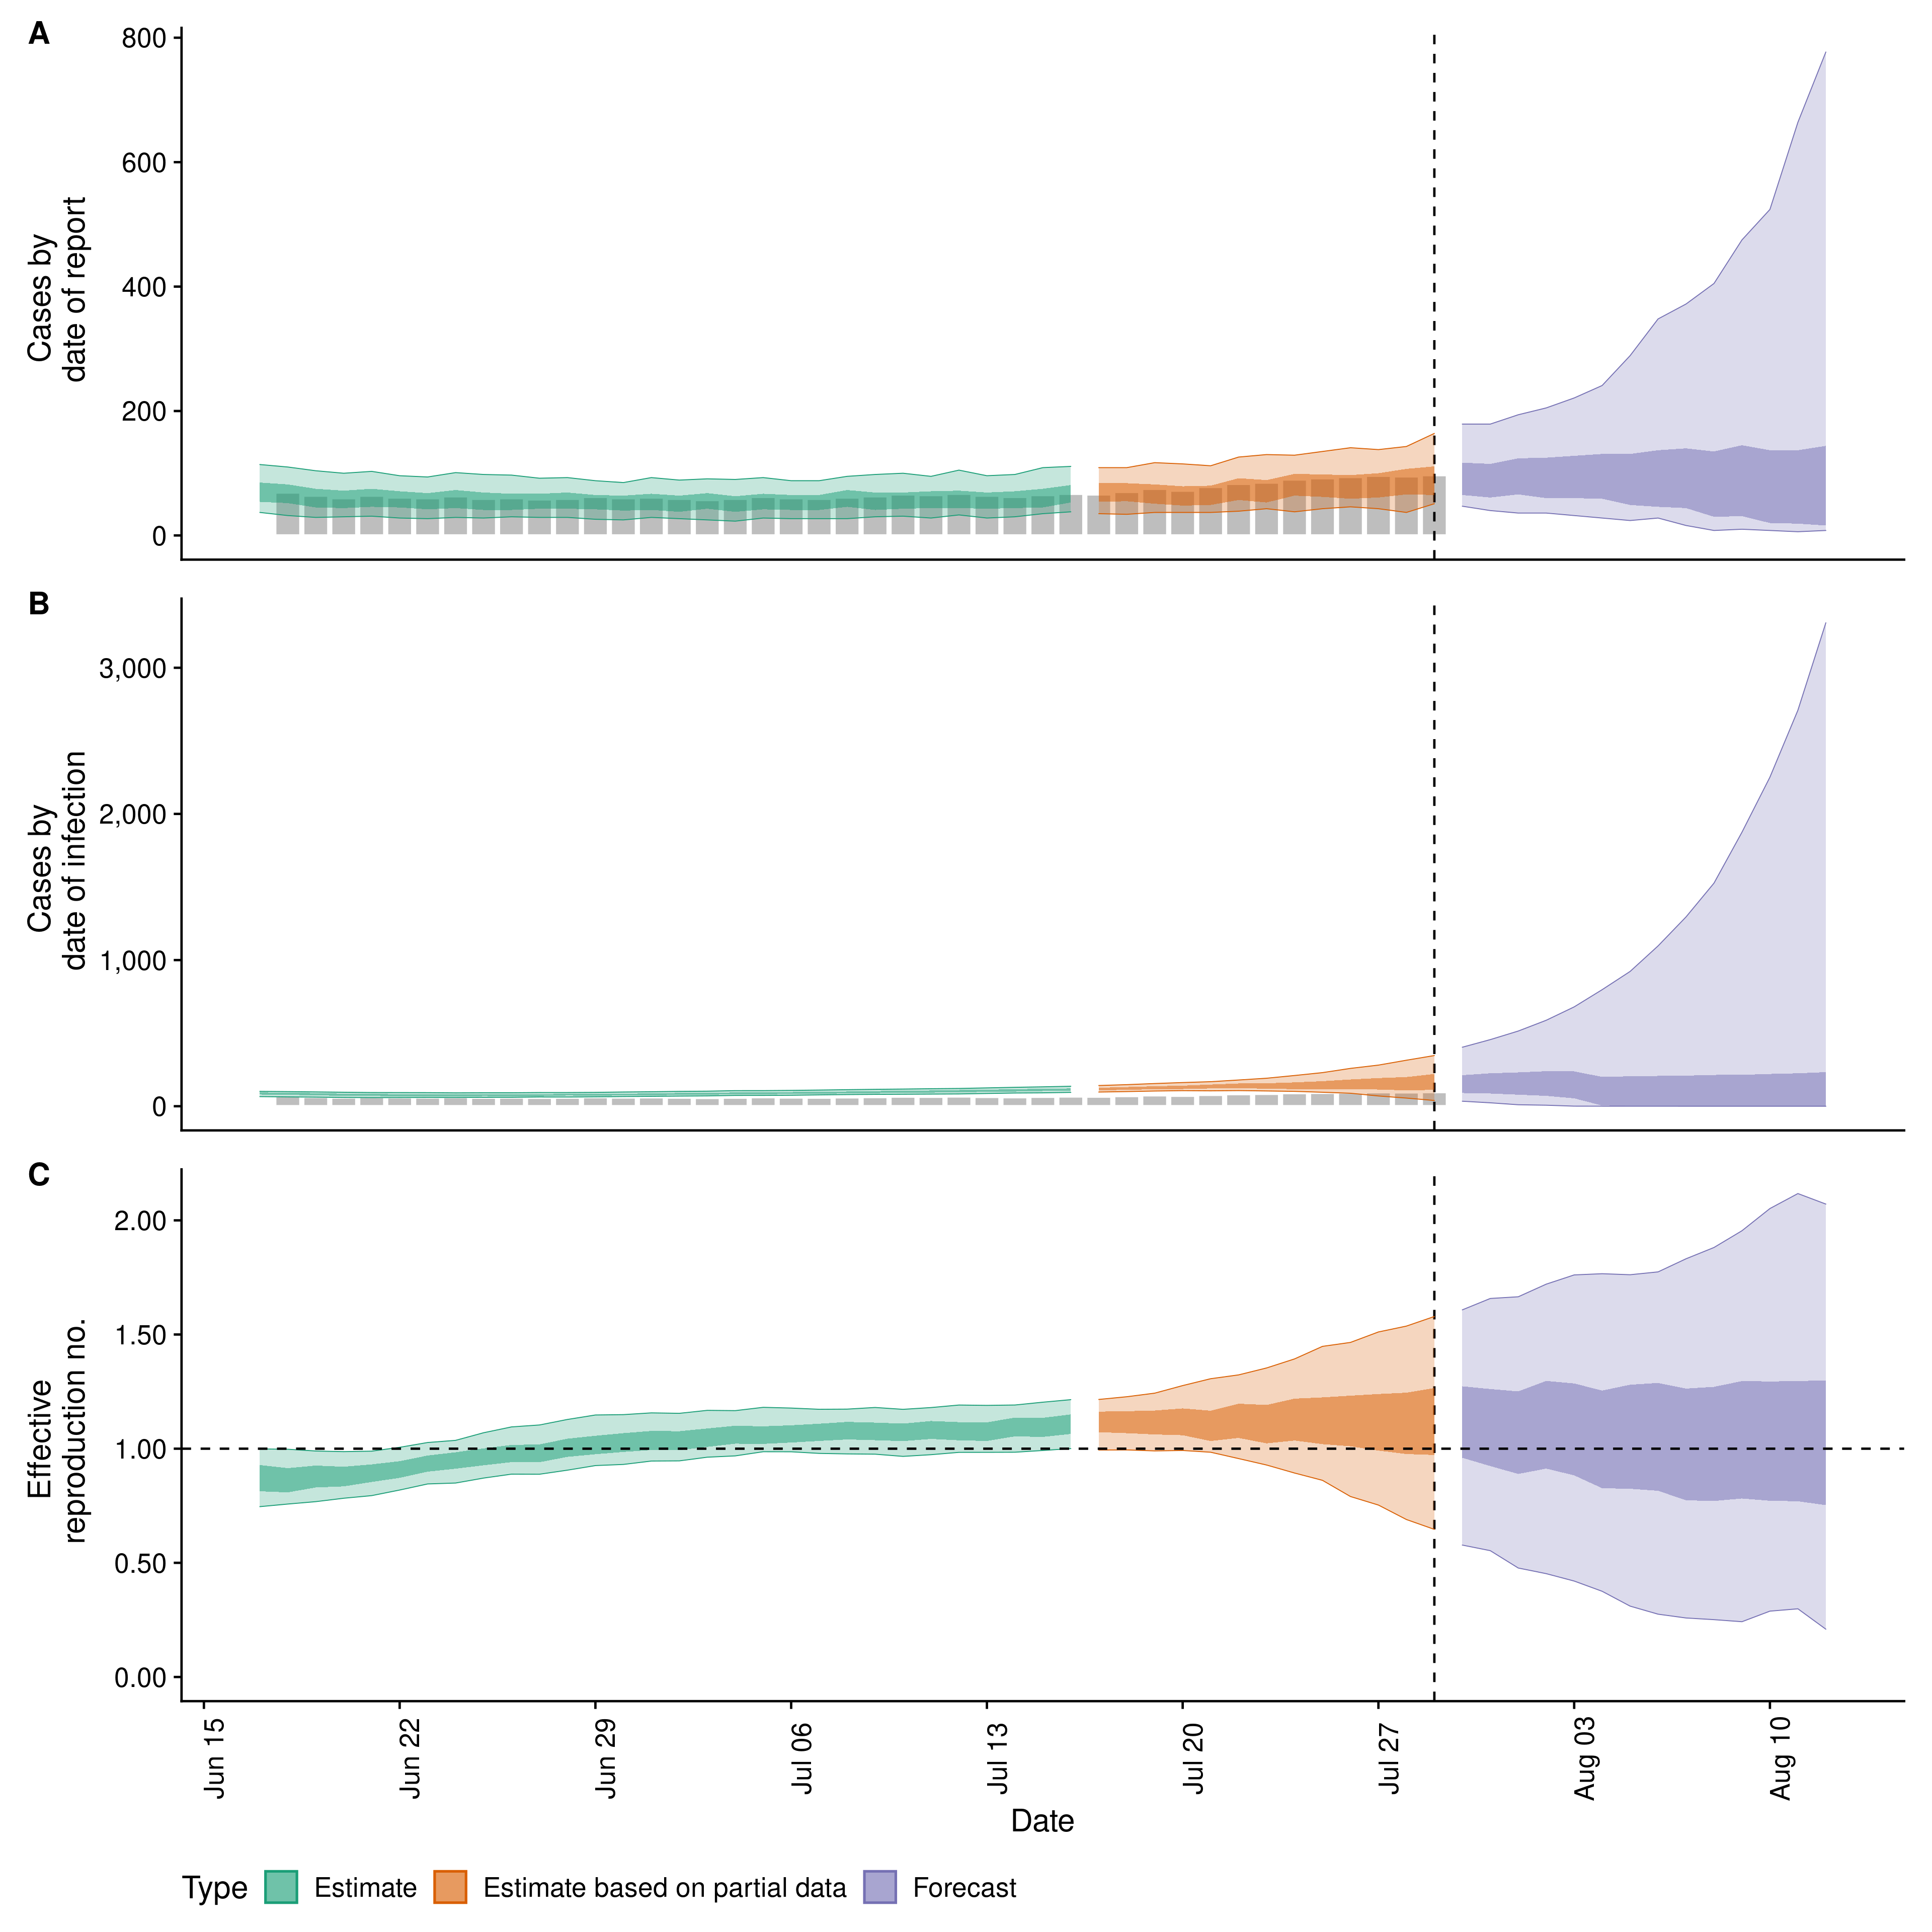 A
800
600
400
200
0
Cases by
date of report
B
3,000
2,000
1,000
0
Cases by
date of infection
C
2.00
1.50
1.00
0.50
0.00
Effective
reproduction no.
Jun 15
Jun 22
Jun 29
Jul 06
Jul 13
Jul 20
Jul 27
Aug 03
Aug 10
Date
Type
Estimate
Estimate based on partial data
Forecast